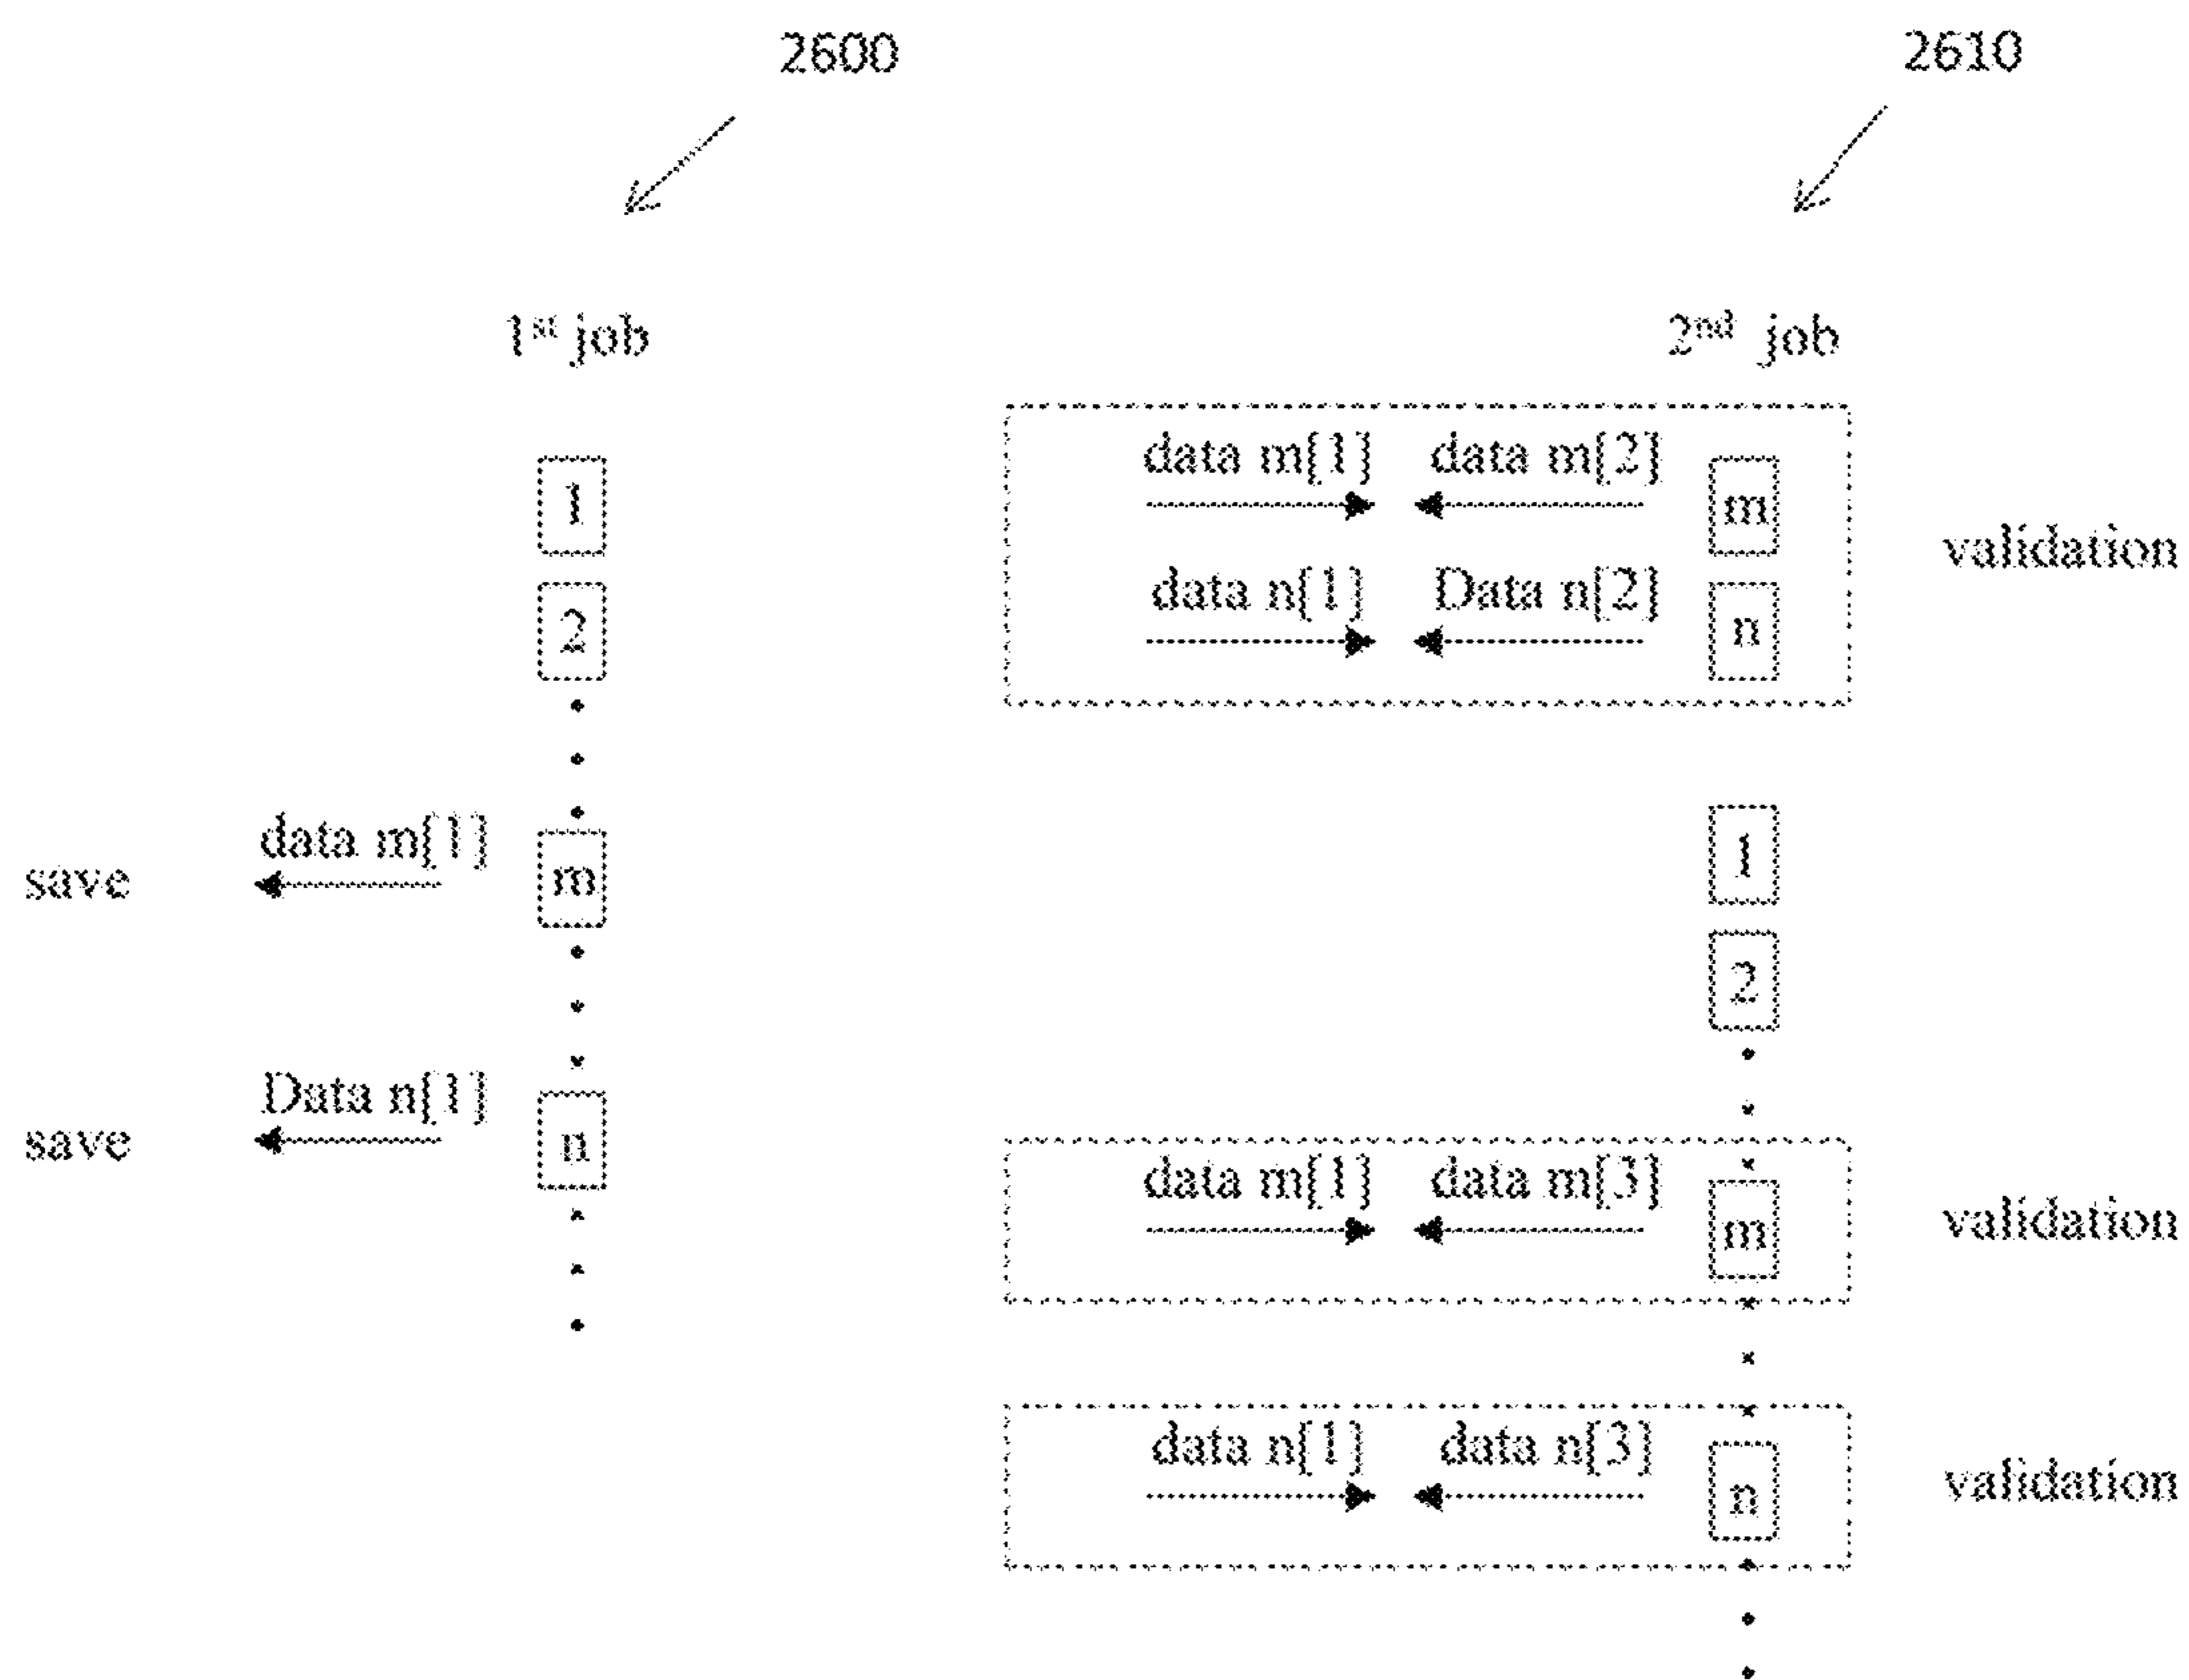 2600
2610
1st job
2nd job
1
2
save
data m[1]
m
save
Data n[1]
n
data m[1]
data m[2]
m
data n[1]
Data n[2]
n
validation
1
2
data m[1]
data m[3]
m
validation
data n[1]
data n[3]
n
validation